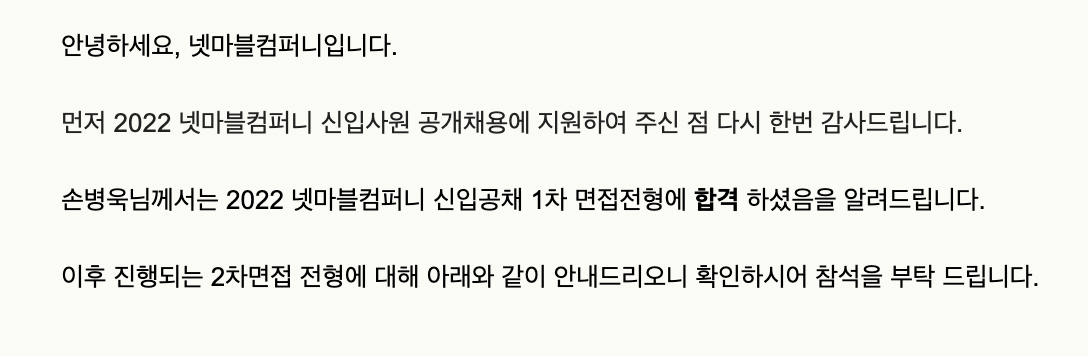 안녕하세요, 넷마블컴퍼니입니다.
먼저 2022 넷마블컴퍼니 신입사원 공개채용에 지원하여 주신 점 다시 한번 감사드립니다.
손병욱님께서는 2022 넷마블컴퍼니 신입공채 1차 면접전형에 합격 하셨음을 알려드립니다.
이후 진행되는 2차면접 전형에 대해 아래와 같이 안내드리오니 확인하시어 참석을 부탁 드립니다.